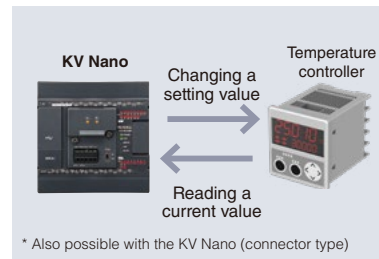 KV Nano
Temperature
controller
Changing a
setting value
Reading a
current value
* Also possible with the KV Nano (connector type)